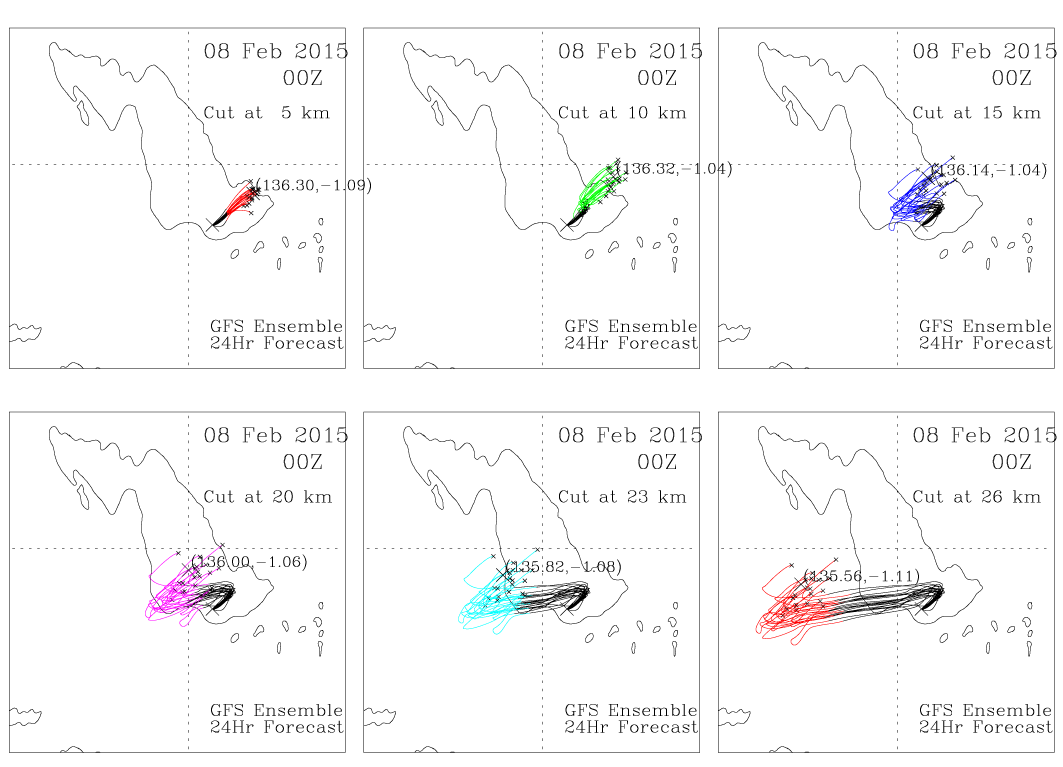 08 Feb 2015
00Z
Cut at 5 km
(136.30,−1.09)
GFS Ensemble
24Hr Forecast
08 Feb 2015
00Z
Cut at 10 km
(136.32,−1.04)
GFS Ensemble
24Hr Forecast
08 Feb 2015
00Z
Cut at 15 km
(136.14,−1.04)
GFS Ensemble
24Hr Forecast
08 Feb 2015
00Z
Cut at 20 km
(136.00,−1.06)
GFS Ensemble
24Hr Forecast
08 Feb 2015
00Z
Cut at 23 km
(135.82,−1.08)
GFS Ensemble
24Hr Forecast
08 Feb 2015
00Z
Cut at 26 km
(135.56,−1.11)
GFS Ensemble
24Hr Forecast